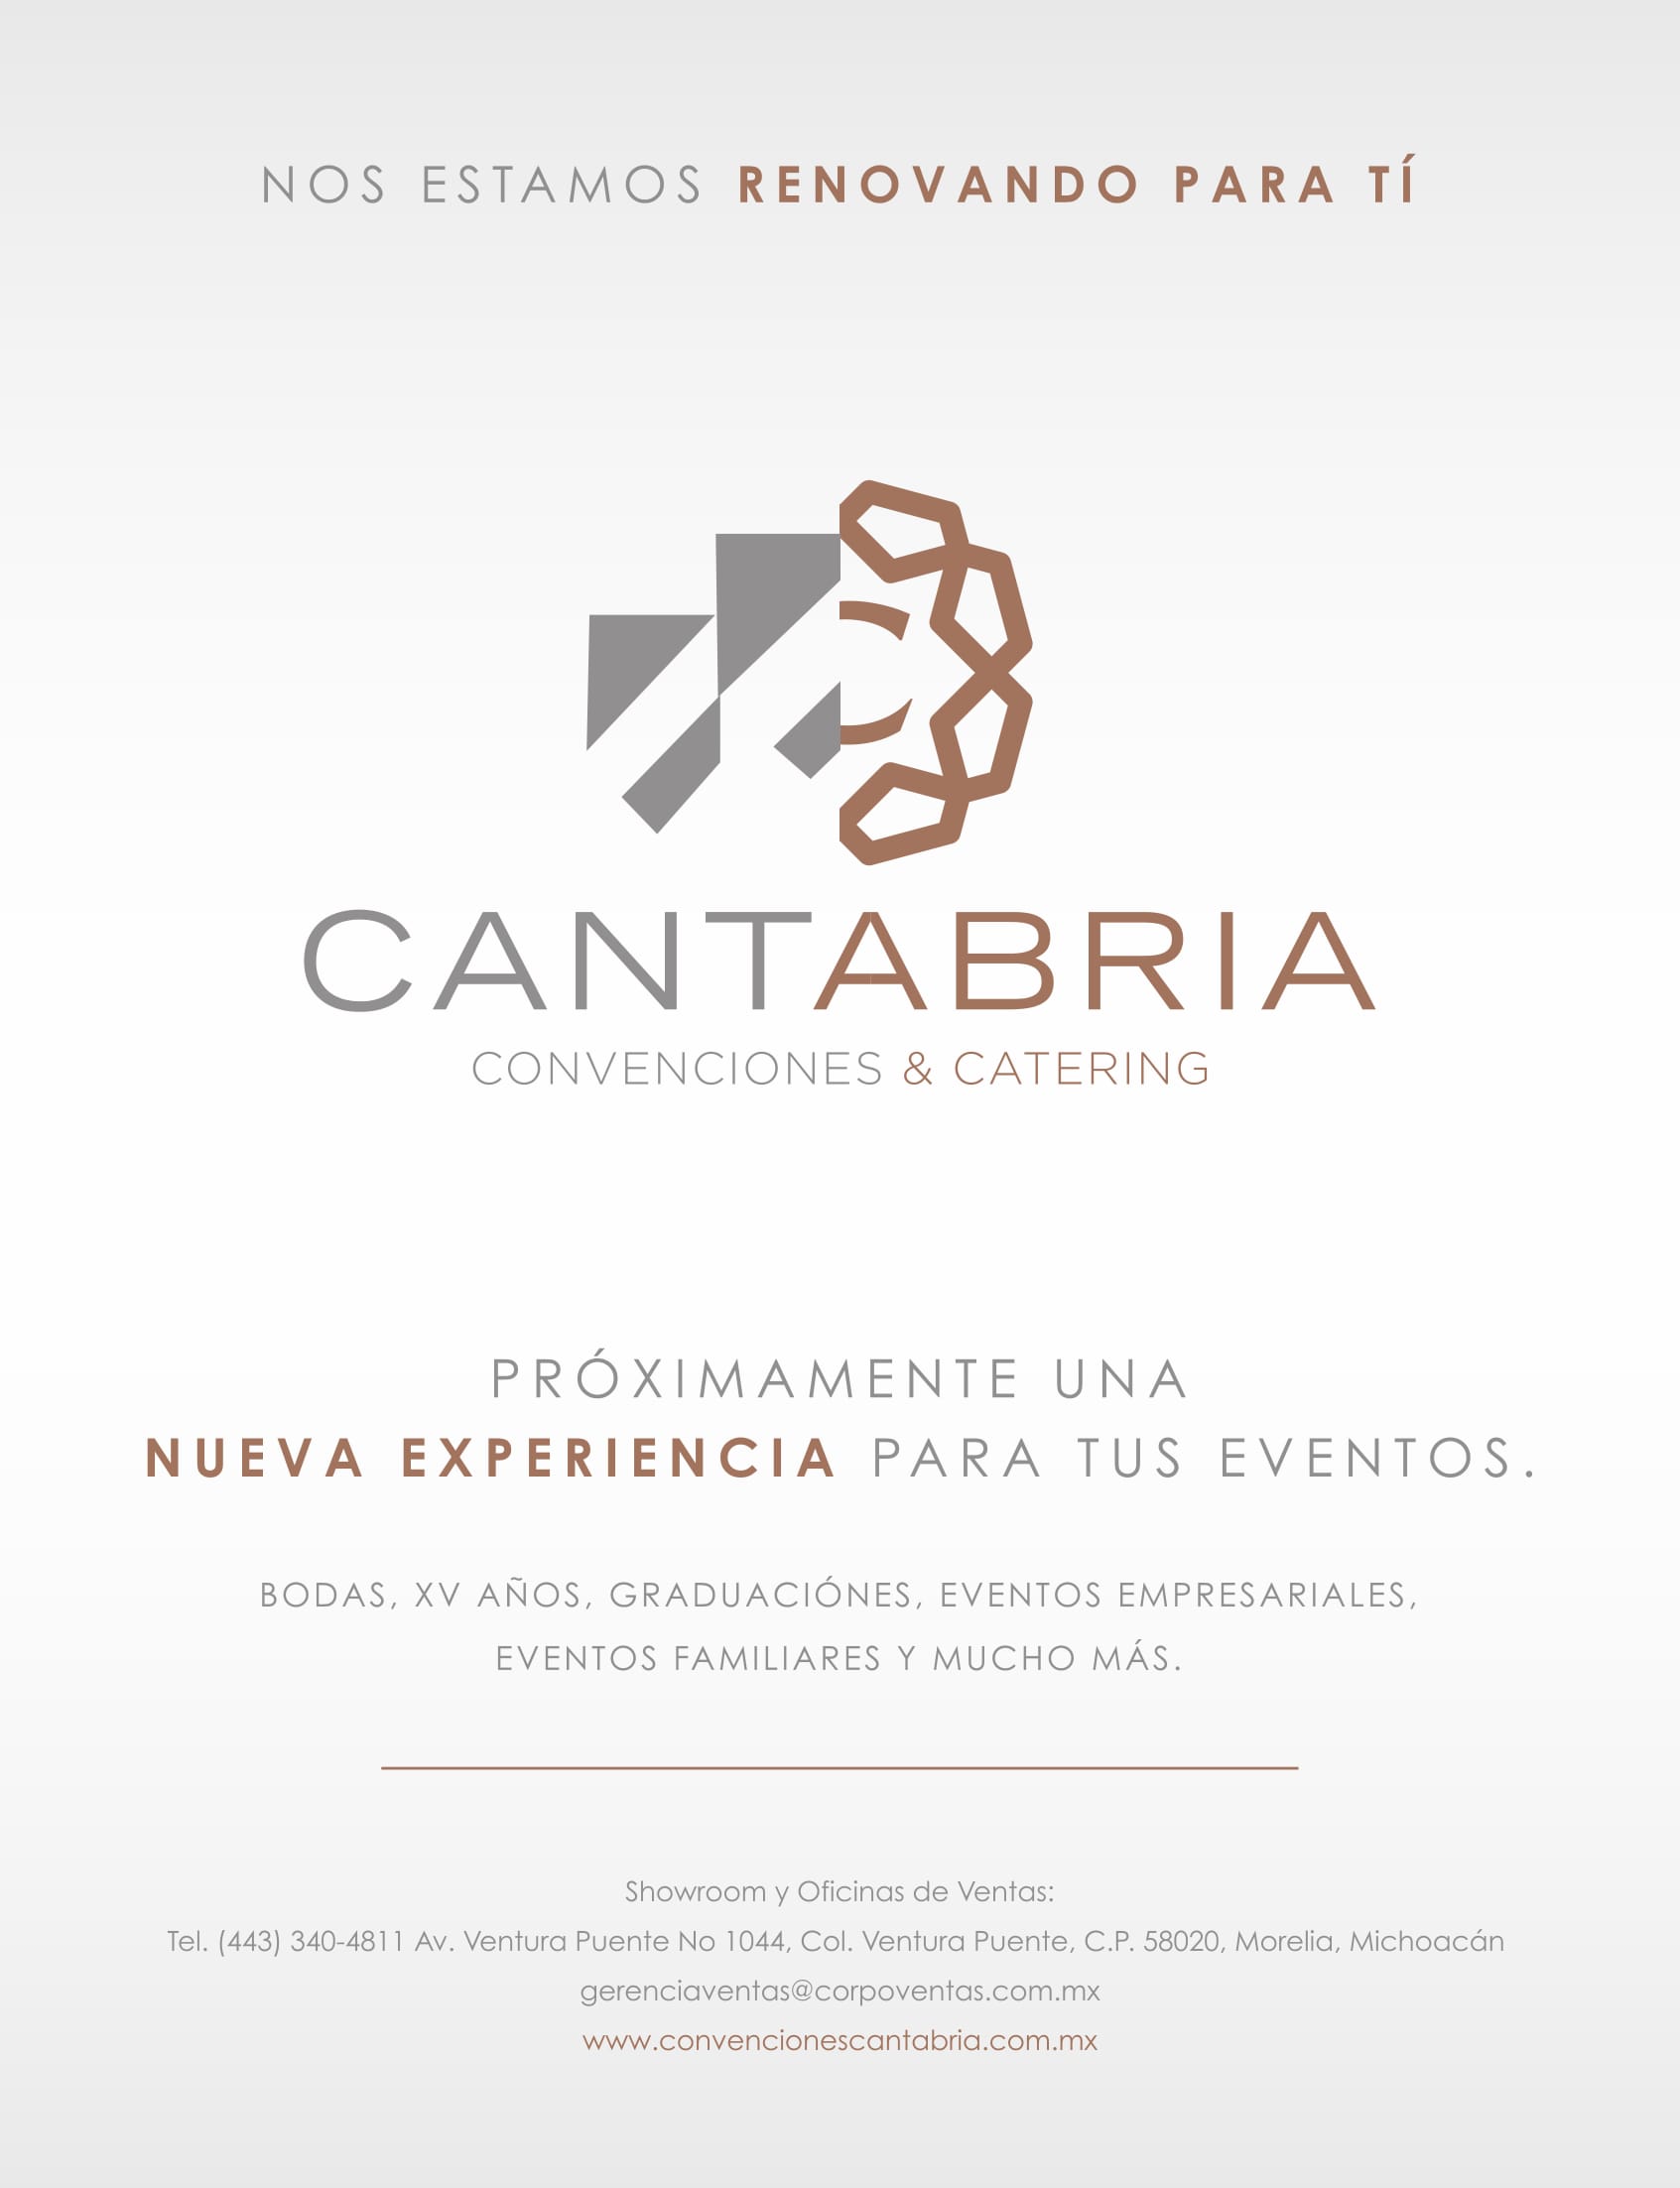 NOS ESTAMOS RENOVANDO PARA TÍ
CANTABRIA
CONVENCIONES & CATERING
PRÓXIMAMENTE UNA
NUEVA EXPERIENCIA PARA TUS EVENTOS.
BODAS, XV AÑOS, GRADUACIÓNES, EVENTOS EMPRESARIALES,
EVENTOS FAMILIARES Y MUCHO MÁS.
Showroom y Oficinas de Ventas:
Tel. (443) 340-4811 Av. Ventura Puente No 1044, Col. Ventura Puente, C.P. 58020, Morelia, Michoacán
gerenciaventas@corpoventas.com.mx
www.convencionescantabria.com.mx